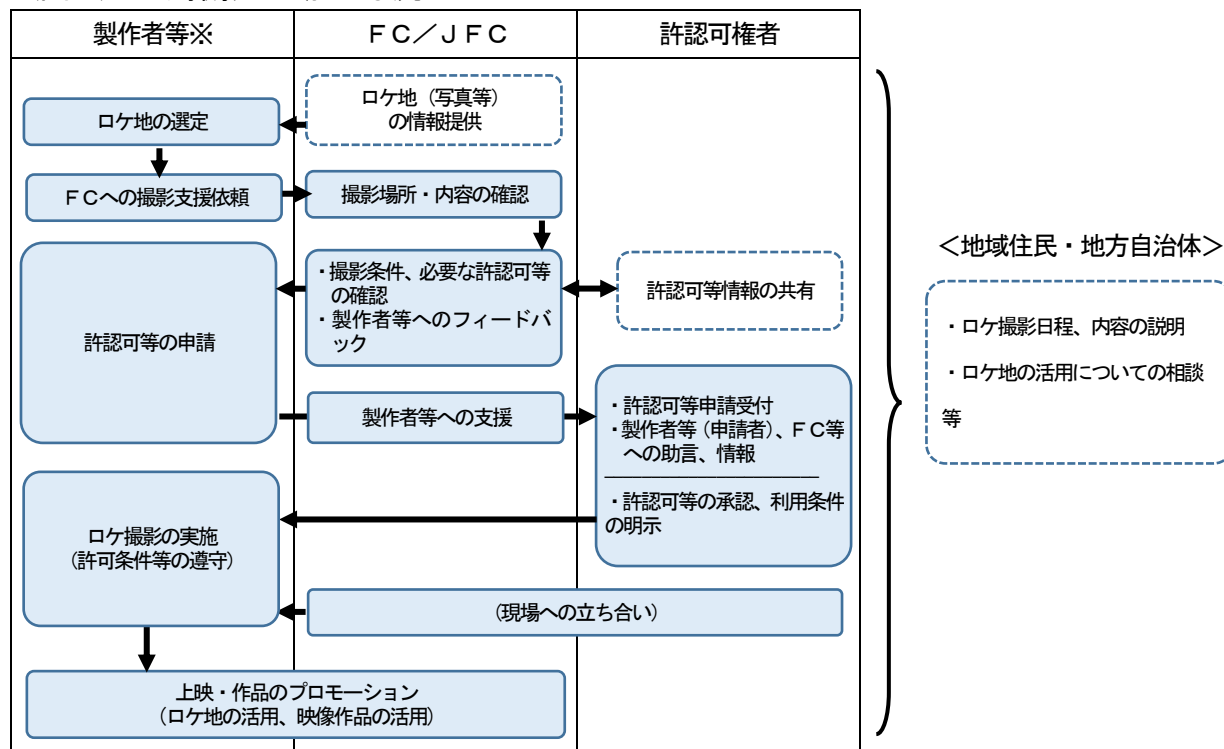 製作者等※
ＦＣ／ＪＦＣ
許認可権者
ロケ地（写真等）
の情報提供
ロケ地の選定
ＦＣへの撮影支援依頼
撮影場所・内容の確認
・撮影条件、必要な許認可等
の確認
・製作者等へのフィードバ
ック
許認可等情報の共有
許認可等の申請
製作者等への支援
・許認可等申請受付
・製作者等（申請者）、ＦＣ等
への助言、情報
・許認可等の承認、利用条件
の明示
ロケ撮影の実施
（許可条件等の遵守）
（現場への立ち合い）
上映・作品のプロモーション
（ロケ地の活用、映像作品の活用）
＜地域住民・地方自治体＞
・ロケ撮影日程、内容の説明
・ロケ地の活用についての相談
等